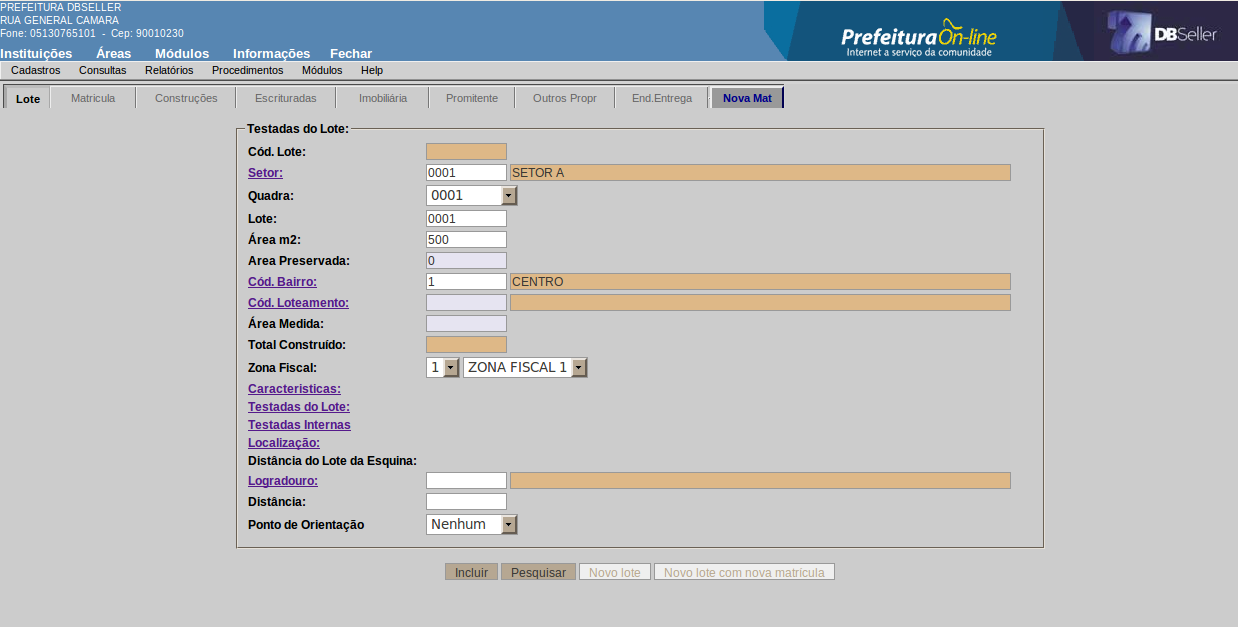 PREFEITURA DBSELLER
RUA GENERAL CAMARA
Fone: 05130765101 - Cep: 90010230
PrefeituraOn-line
Internet a serviço da comunidade
DBSeller
Instituições Áreas Módulos Informações Fechar
Cadastros Consultas Relatórios Procedimentos Módulos Help
Lote Matricula Construções Escrituradas Imobiliária Promitente Outros Propr End.Entrega Nova Mat
Testadas do Lote:
Cód. Lote:
Setor: 0001 SETOR A
Quadra: 0001
Lote: 0001
Área m2: 500
Area Preservada: 0
Cód. Bairro: 1 CENTRO
Cód. Loteamento:
Área Medida:
Total Construído:
Zona Fiscal: 1 ZONA FISCAL 1
Caracteristicas:
Testadas do Lote:
Testadas Internas
Localização:
Distância do Lote da Esquina:
Logradouro:
Distância:
Ponto de Orientação Nenhum
Incluir Pesquisar Novo lote Novo lote com nova matrícula